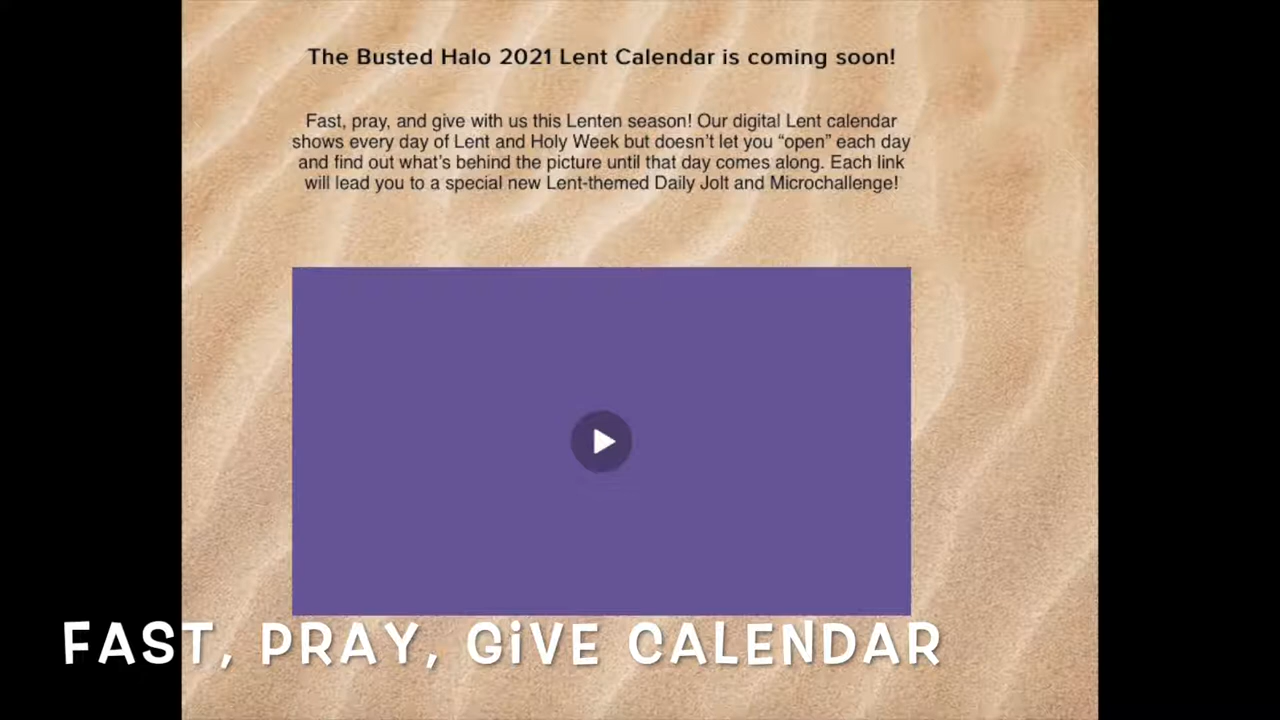 The Busted Halo 2021 Lent Calendar is coming soon!
Fast, pray, and give with us this Lenten season! Our digital Lent calendar
shows every day of Lent and Holy Week but doesn’t let you “open” each day
and find out what’s behind the picture until that day comes along. Each link
will lead you to a special new Lent-themed Daily Jolt and Microchallenge!
FAST, PRAY, GiVE CALENDAR